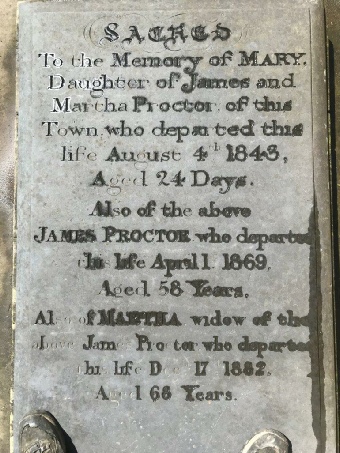 SACRED
To the Memory of MARY,
Daughter of James and
Martha Proctor, of this
Town, who departed this
life August 4th 1843,
Aged 24 Days.
Also of the above
JAMES PROCTOR who departed
this life April 1. 1869,
Aged 58 Years,
Also of MARTHA widow of the
above James Proctor who departed
this life Dec 17 1882,
Aged 66 Years.